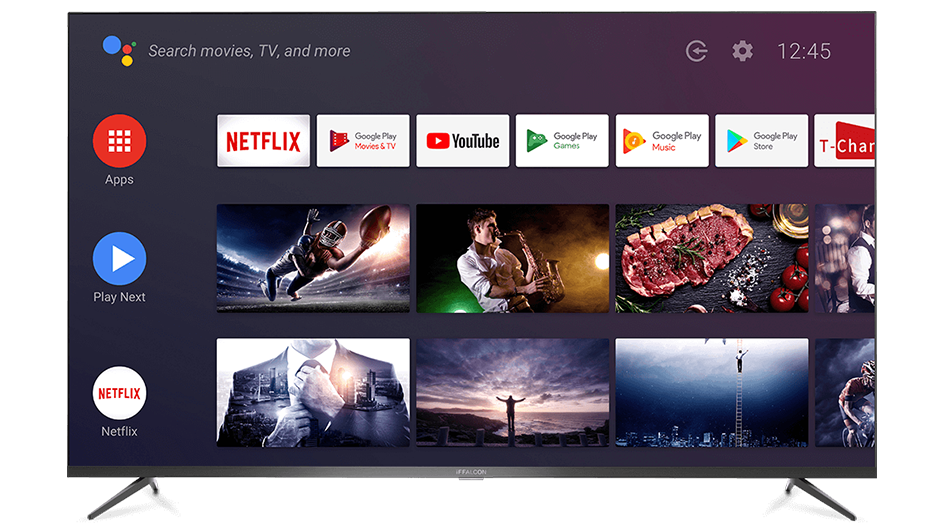 Search movies, TV, and more
12:45
Apps
NETFLIX
Google Play
Movies & TV
YouTube
Google Play
Games
Google Play
Music
Google Play
Store
T-Char
Play Next
NETFLIX
Netflix
iFFALCON